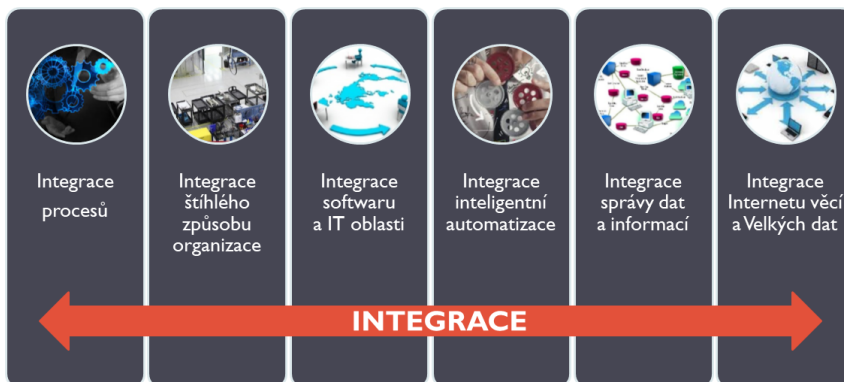 Integrace
procesů
Integrace
štíhlého
způsobu
organizace
Integrace
softwaru
a IT oblasti
Integrace
inteligentní
automatizace
Integrace
správy dat
a informací
Integrace
Internetu věcí
a Velkých dat
INTEGRACE